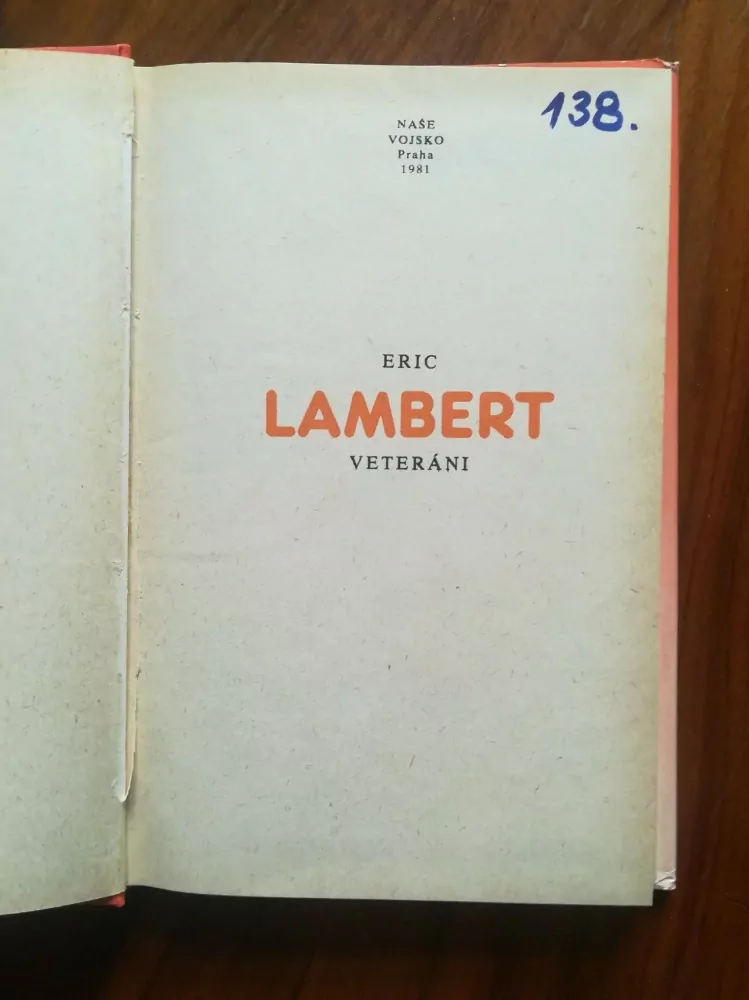 138.
NAŠE
VOJSKO
Praha
1981
ERIC
LAMBERT
VETERÁNI